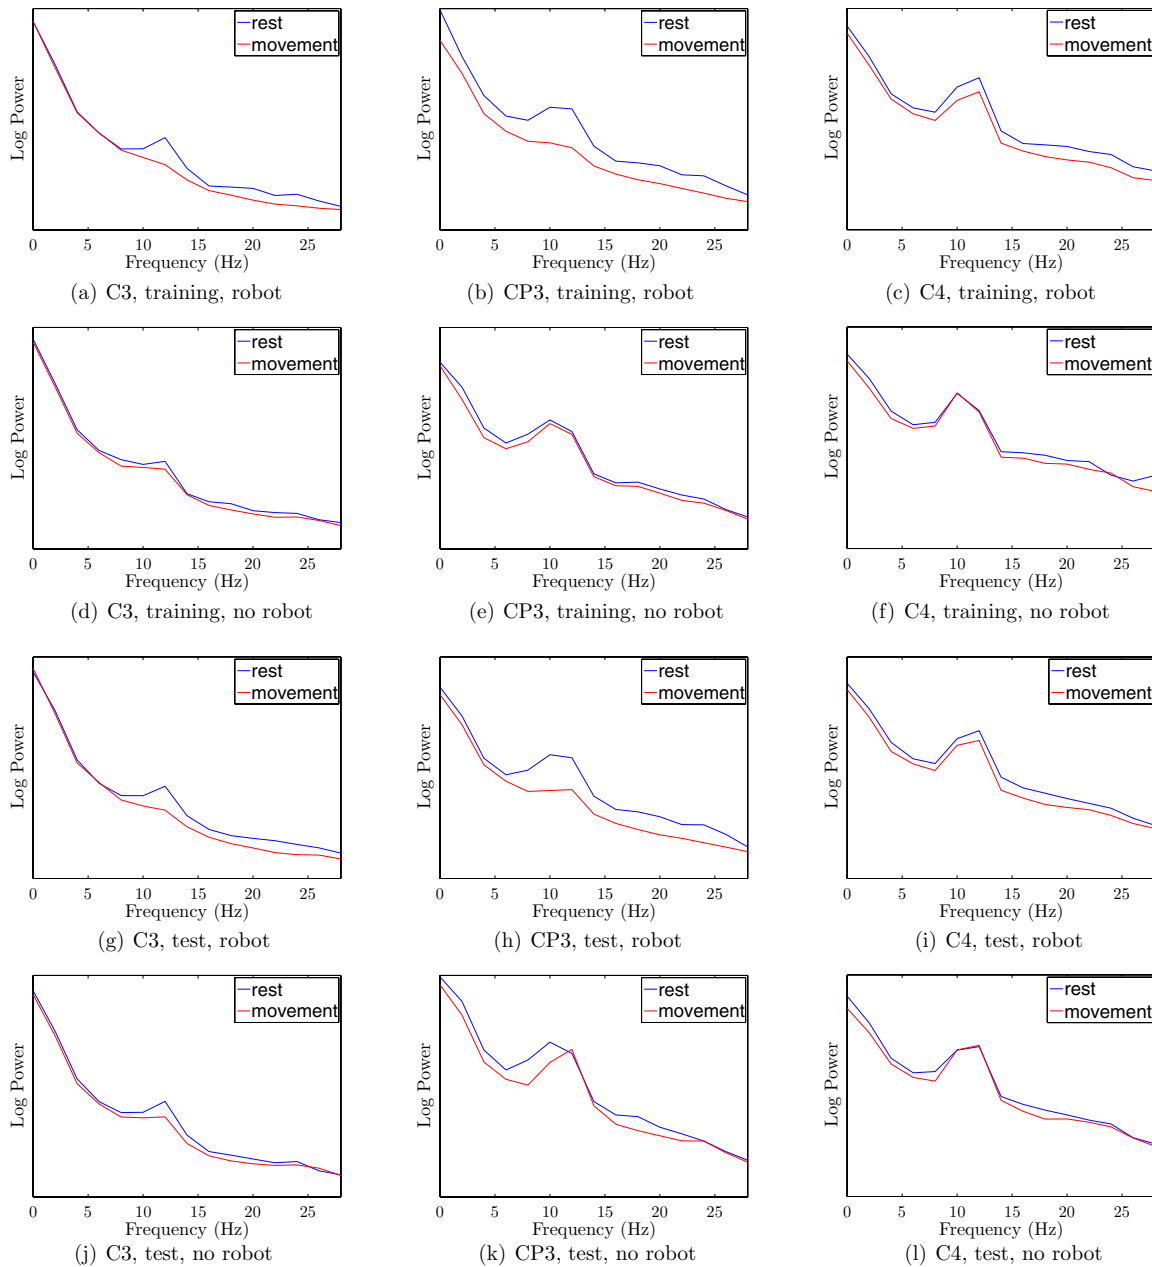 rest rest rest
movement movement movement
Log Power Log Power Log Power
0 5 10 15 20 25 0 5 10 15 20 25 0 5 10 15 20 25
Frequency (Hz) Frequency (Hz) Frequency (Hz)
(a) C3, training, robot (b) CP3, training, robot (c) C4, training, robot
rest rest rest
movement movement movement
Log Power Log Power Log Power
0 5 10 15 20 25 0 5 10 15 20 25 0 5 10 15 20 25
Frequency (Hz) Frequency (Hz) Frequency (Hz)
(d) C3, training, no robot (e) CP3, training, no robot (f) C4, training, no robot
rest rest rest
movement movement movement
Log Power Log Power Log Power
0 5 10 15 20 25 0 5 10 15 20 25 0 5 10 15 20 25
Frequency (Hz) Frequency (Hz) Frequency (Hz)
(g) C3, test, robot (h) CP3, test, robot (i) C4, test, robot
rest rest rest
movement movement movement
Log Power Log Power Log Power
0 5 10 15 20 25 0 5 10 15 20 25 0 5 10 15 20 25
Frequency (Hz) Frequency (Hz) Frequency (Hz)
(j) C3, test, no robot (k) CP3, test, no robot (l) C4, test, no robot